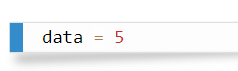 data = 5